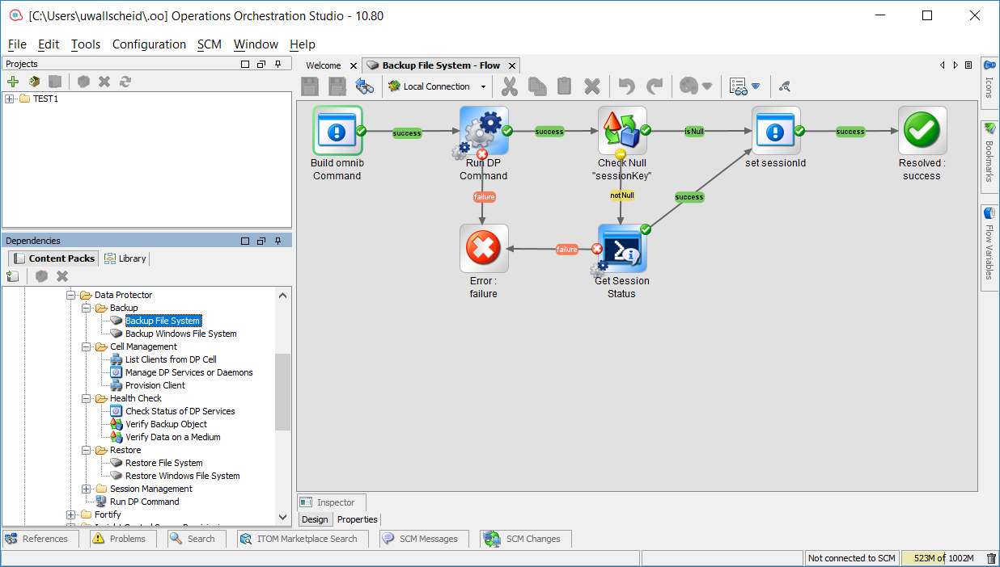 [C:\Users\uwallscheid\.oo] Operations Orchestration Studio - 10.80
File Edit Tools Configuration SCM Window Help
Projects
TEST1
Dependencies
Content Packs Library
Data Protector
Backup
Backup File System
Backup Windows File System
Cell Management
List Clients from DP Cell
Manage DP Services or Daemons
Provision Client
Health Check
Check Status of DP Services
Verify Backup Object
Verify Data on a Medium
Restore
Restore File System
Restore Windows File System
Session Management
Run DP Command
Fortify
Welcome Backup File System - Flow
Local Connection
Build omnib
Command
success
Run DP
Command
success
Check Null
"sessionKey"
isNull
set sessionId
success
Resolved :
success
failure
notNull
success
Error :
failure
failure
Get Session
Status
Icons
Bookmarks
Flow Variables
Inspector
Design Properties
References Problems Search ITOM Marketplace Search SCM Messages SCM Changes
Not connected to SCM 523M of 1002M